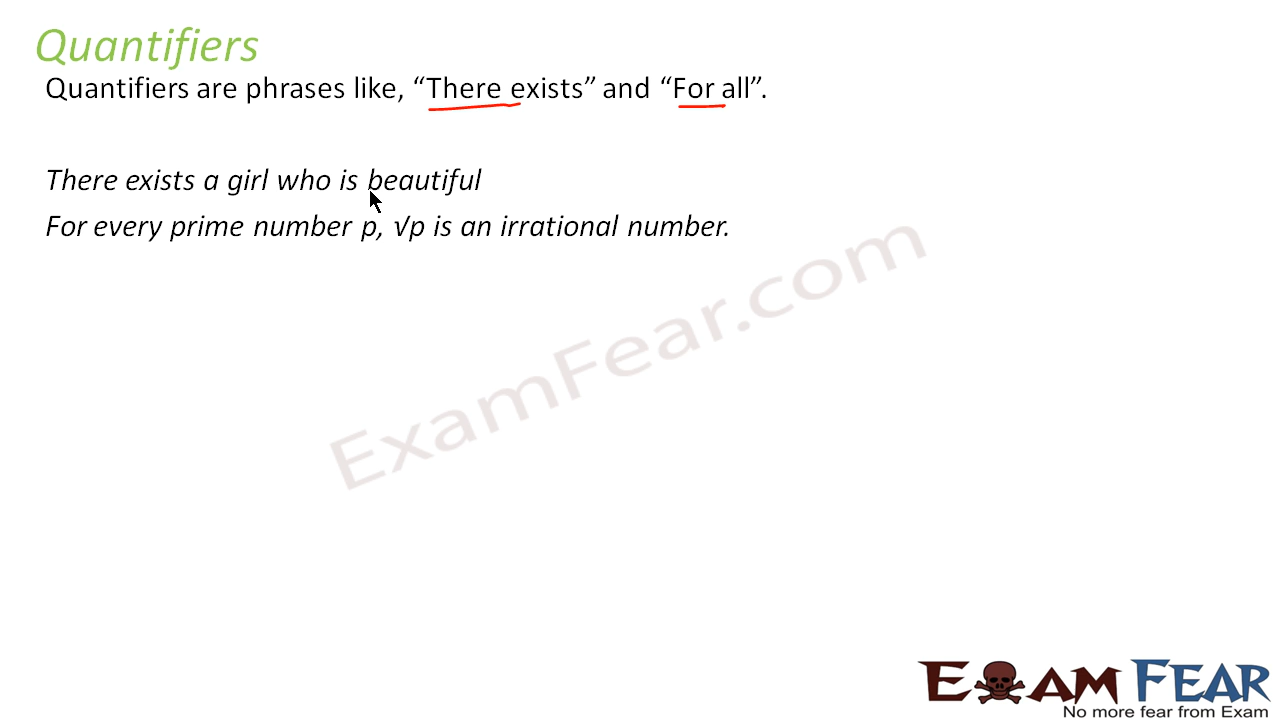 Quantifiers
Quantifiers are phrases like, “There exists” and “For all”.
There exists a girl who is beautiful
For every prime number p, √p is an irrational number.
ExamFear.com
EXAM FEAR
No more fear from Exam